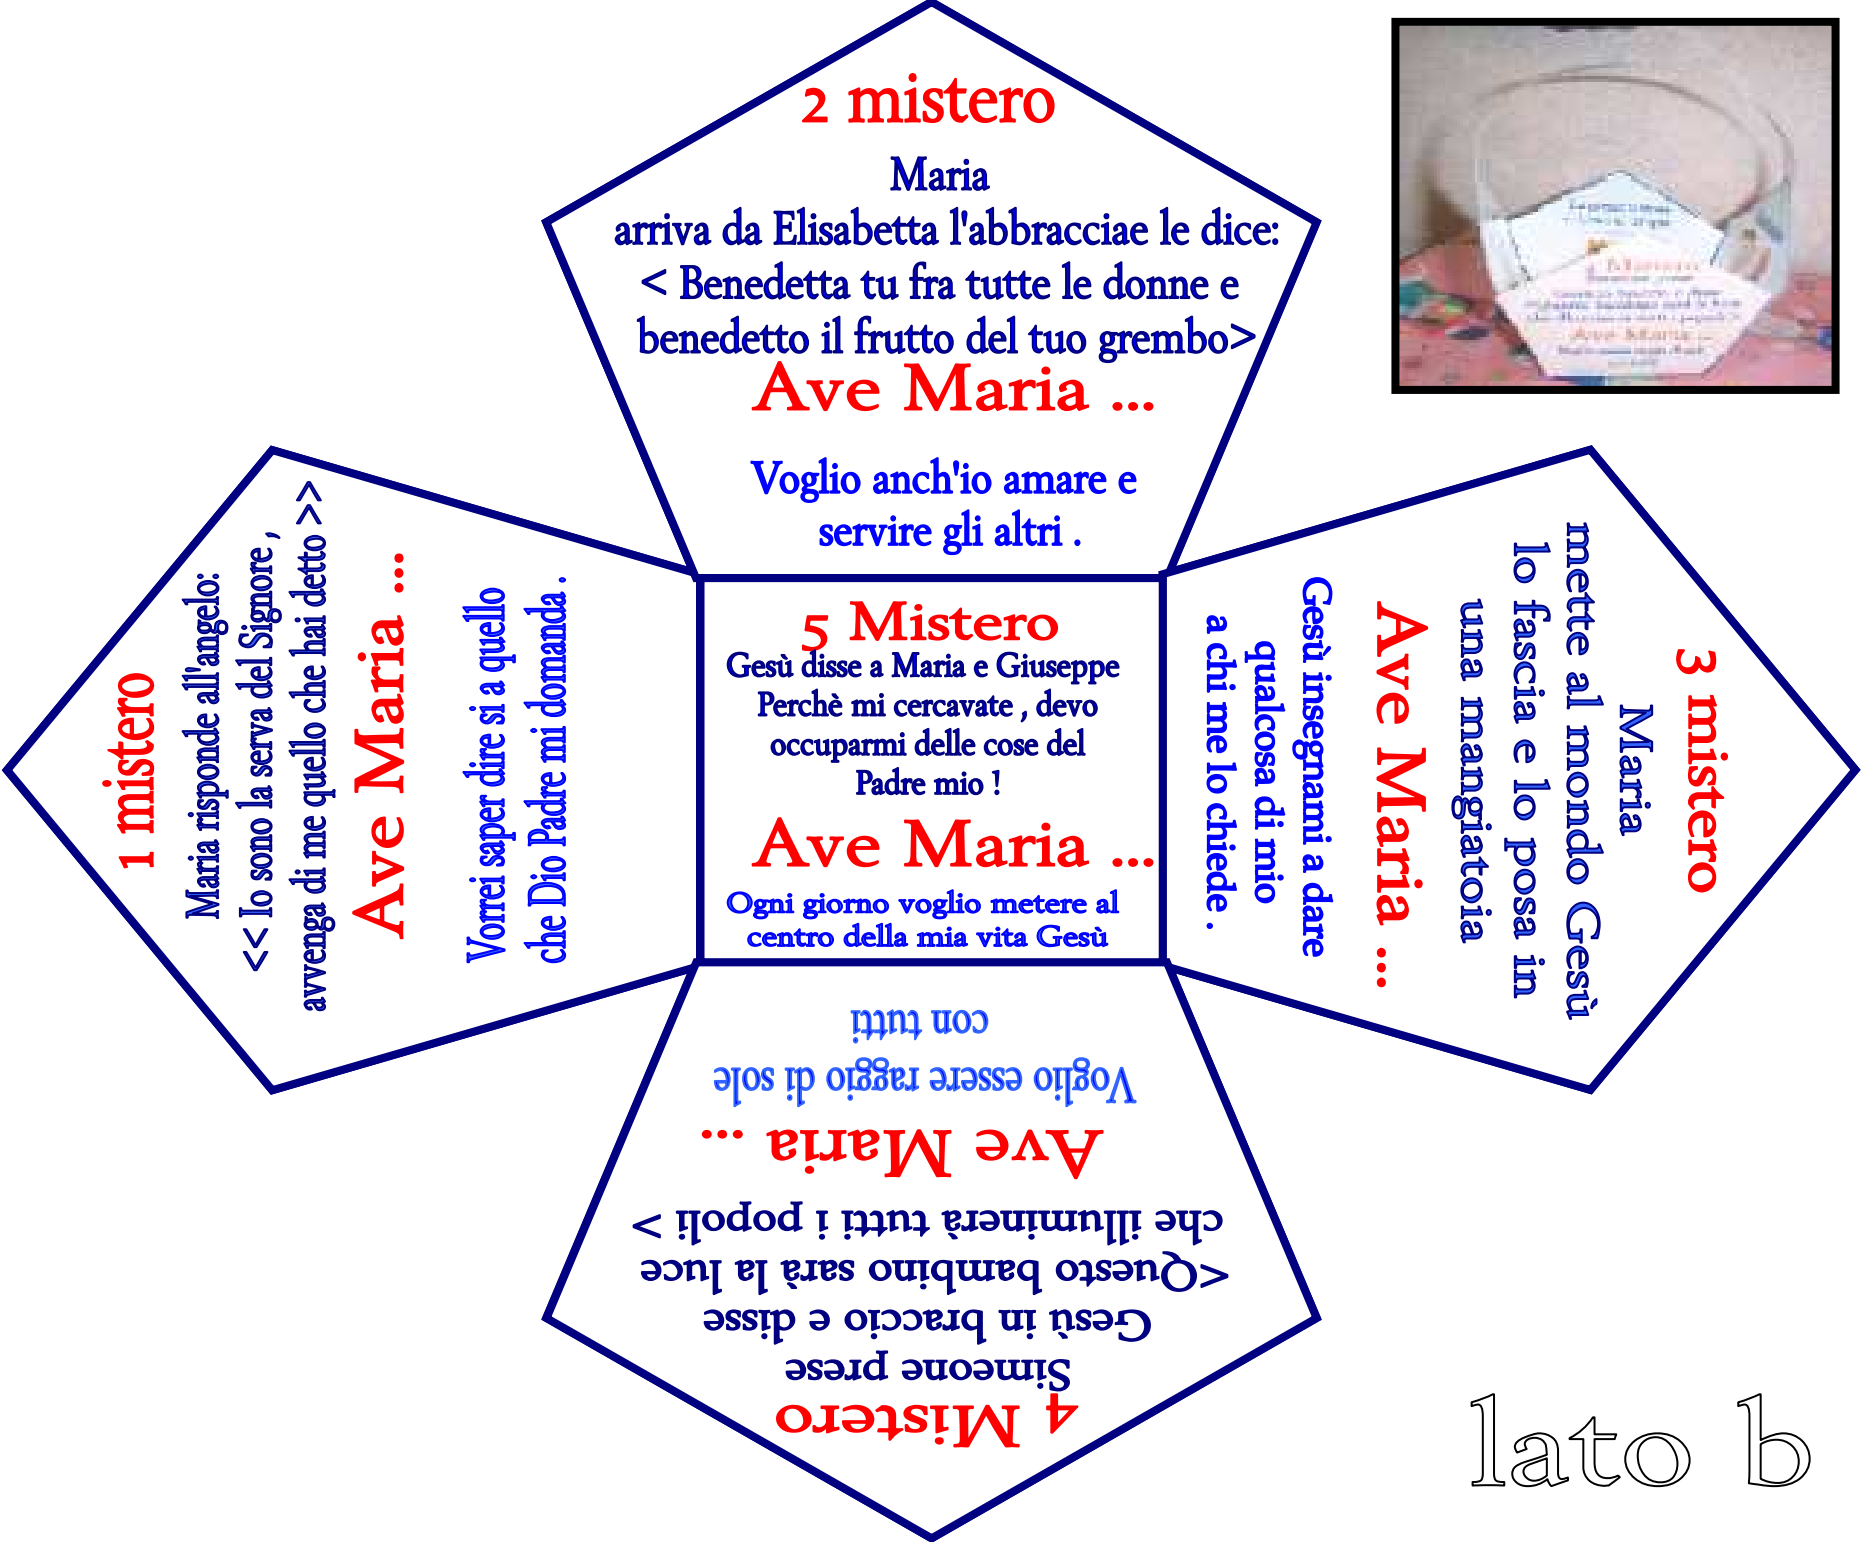 2 mistero
Maria
arriva da Elisabetta l'abbracciae le dice:
< Benedetta tu fra tutte le donne e
benedetto il frutto del tuo grembo>
Ave Maria ...
Voglio anch'io amare e
servire gli altri .
1 mistero
Maria risponde all'angelo:
<< Io sono la serva del Signore ,
avvenga di me quello che hai detto >>
Ave Maria ...
Vorrei saper dire si a quello
che Dio Padre mi domanda .
5 Mistero
Gesù disse a Maria e Giuseppe
Perchè mi cercavate , devo
occuparmi delle cose del
Padre mio !
Ave Maria ...
Ogni giorno voglio metere al
centro della mia vita Gesù
3 mistero
Maria
mette al mondo Gesù
lo fascia e lo posa in
una mangiatoia
Ave Maria ...
Gesù insegnami a dare
qualcosa di mio
a chi me lo chiede .
4 Mistero
Simeone prese
Gesù in braccio e disse
<Questo bambino sarà la luce
che illuminerà tutti i popoli >
Ave Maria ...
Voglio essere raggio di sole
con tutti
lato b
Ave Maria ...